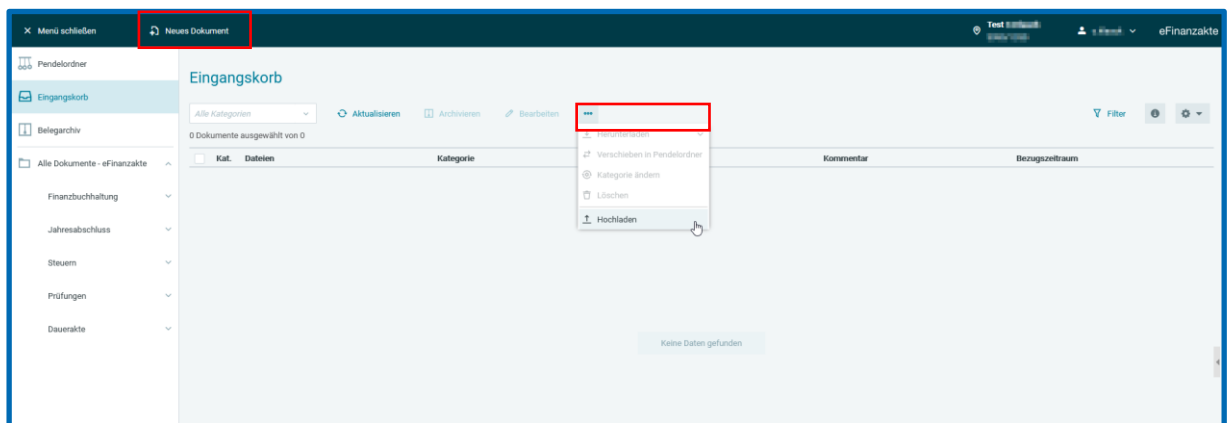 Menü schließen
Neues Dokument
Test
eFinanzakte
Pendelordner
Eingangskorb
Belegarchiv
Alle Dokumente - eFinanzakte
Finanzbuchhaltung
Jahresabschluss
Steuern
Prüfungen
Dauerakte
Eingangskorb
Alle Kategorien
Aktualisieren
Archivieren
Bearbeiten
Filter
0 Dokumente ausgewählt von 0
Kat. Dateien Kategorie Kommentar Bezugszeitraum
Herunterladen
Verschieben in Pendelordner
Kategorie ändern
Löschen
Hochladen
Keine Daten gefunden